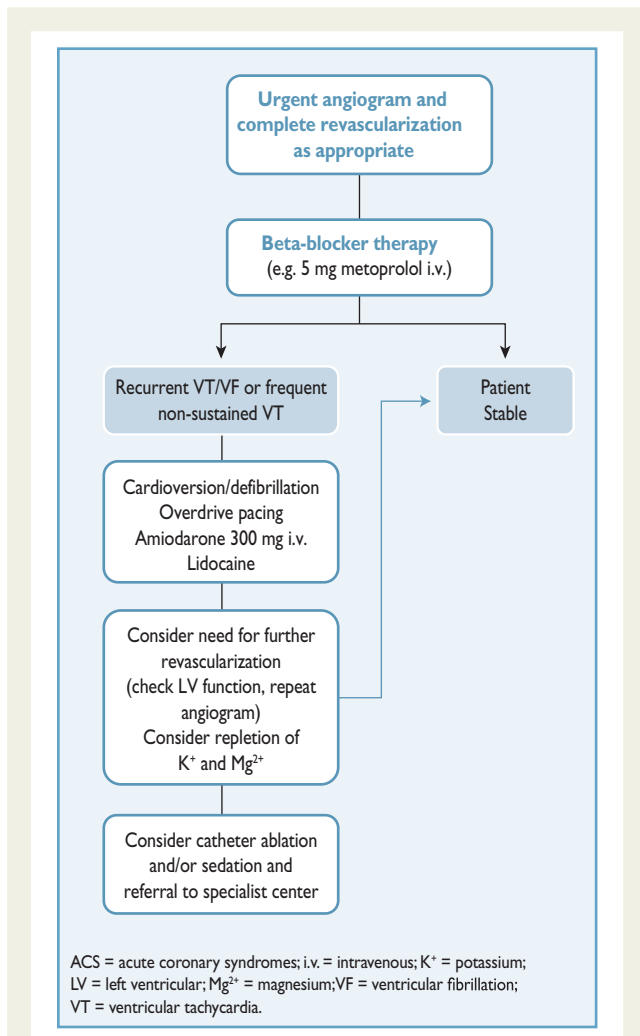 Urgent angiogram and
complete revascularization
as appropriate
Beta-blocker therapy
(e.g. 5 mg metoprolol i.v.)
Recurrent VT/VF or frequent
non-sustained VT
Patient
Stable
Cardioversion/defibrillation
Overdrive pacing
Amiodarone 300 mg i.v.
Lidocaine
Consider need for further
revascularization
(check LV function, repeat
angiogram)
Consider repletion of
K⁺ and Mg²⁺
Consider catheter ablation
and/or sedation and
referral to specialist center
ACS = acute coronary syndromes; i.v. = intravenous; K⁺ = potassium;
LV = left ventricular; Mg²⁺ = magnesium;VF = ventricular fibrillation;
VT = ventricular tachycardia.